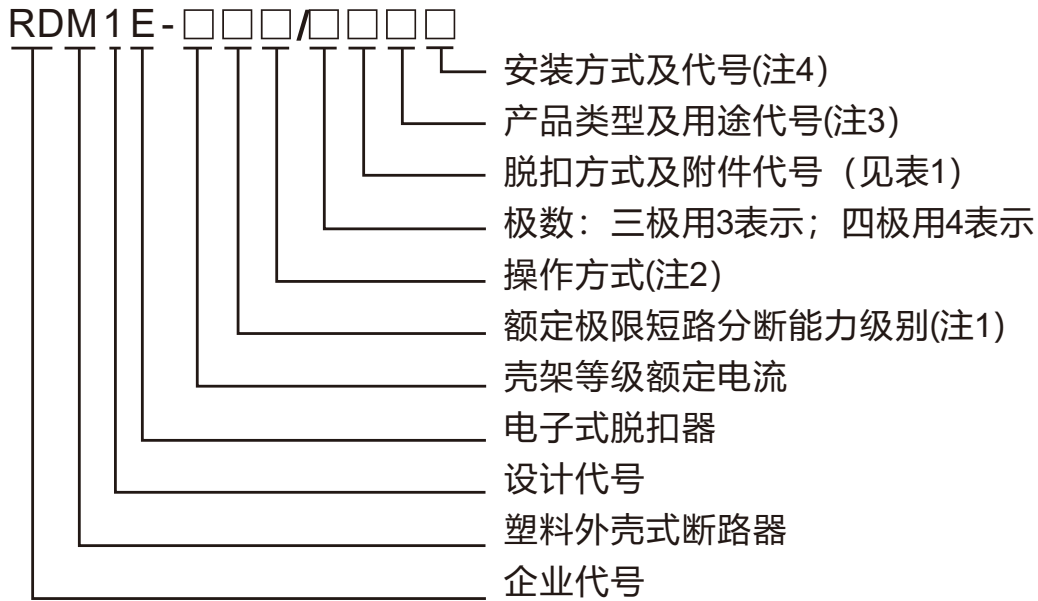 RDM1E-□□□/□□□□
安装方式及代号(注4)
产品类型及用途代号(注3)
脱扣方式及附件代号（见表1)
极数：三极用3表示；四极用4表示
操作方式(注2)
额定极限短路分断能力级别(注1)
壳架等级额定电流
电子式脱扣器
设计代号
塑料外壳式断路器
企业代号